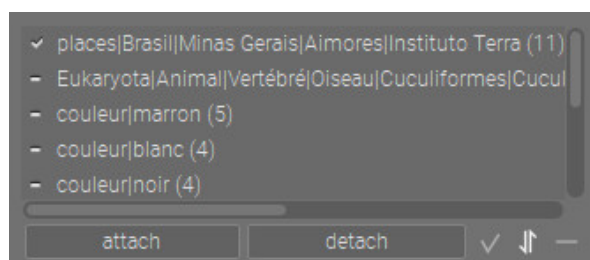 places|Brasil|Minas Gerais|Aimores|Instituto Terra (11)
Eukaryota|Animal|Vertébré|Oiseau|Cuculiformes|Cucul
couleur|marron (5)
couleur|blanc (4)
couleur|noir (4)
attach detach